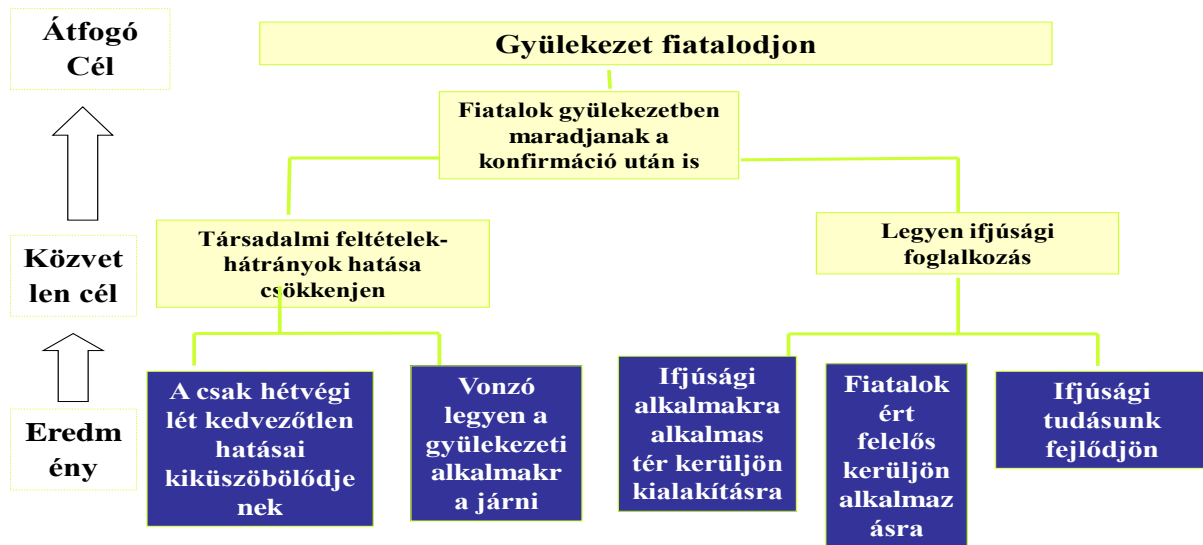 Átfogó
Cél
Gyülekezet fiatalodjon
Fiatalok gyülekezetben
maradjanak a
konfirmáció után is
Közvet
len cél
Társadalmi feltételek-
hátrányok hatása
csökkenjen
Legyen ifjúsági
foglalkozás
Eredm
ény
A csak hétvégi
lét kedvezőtlen
hatásai
kiküszöbölődje
nek
Vonzó
legyen a
gyülekezeti
alkalmakr
a járni
Ifjúsági
alkalmakra
alkalmas
tér kerüljön
kialakításra
Fiatalok
ért
felelős
kerüljön
alkalmaz
ásra
Ifjúsági
tudásunk
fejlődjön